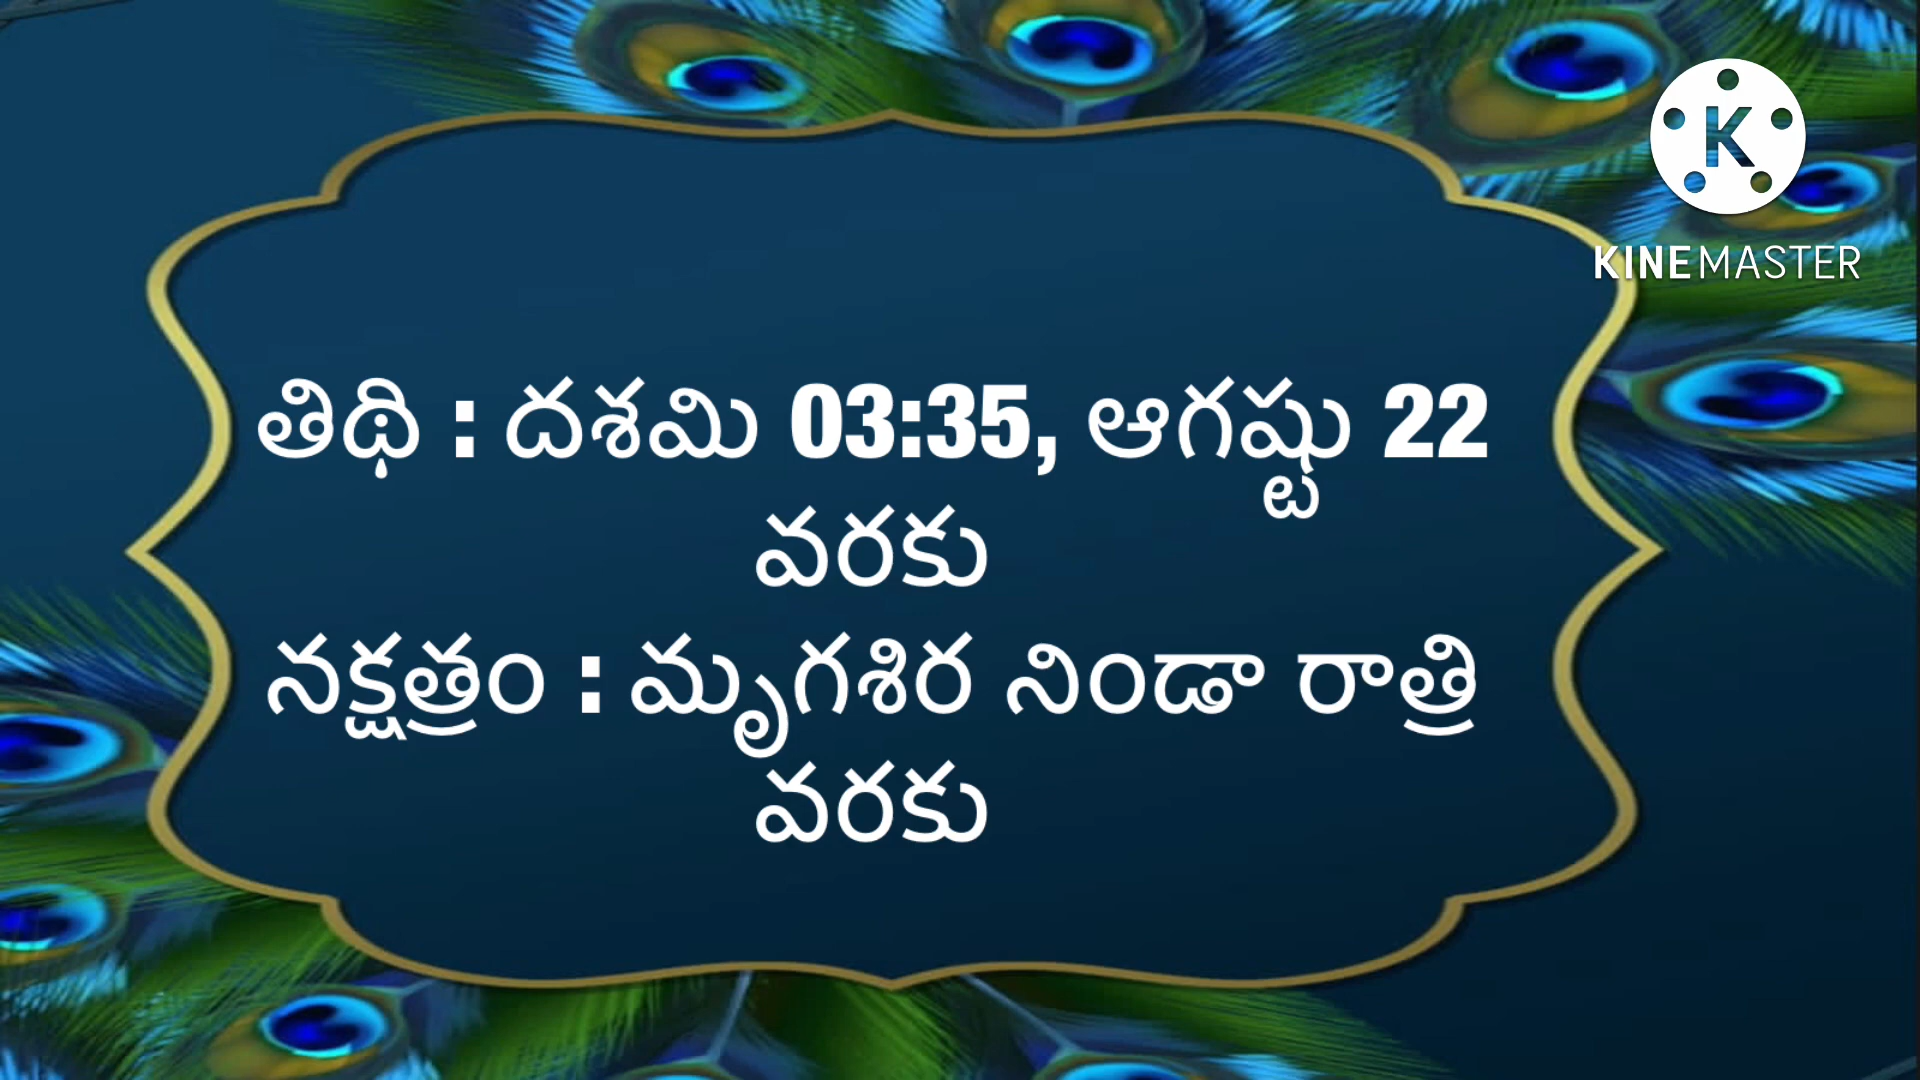 K
KINEMASTER
తిథి : దశమి 03:35, ఆగష్టు 22
వరకు
నక్షత్రం : మృగశిర నిండా రాత్రి
వరకు